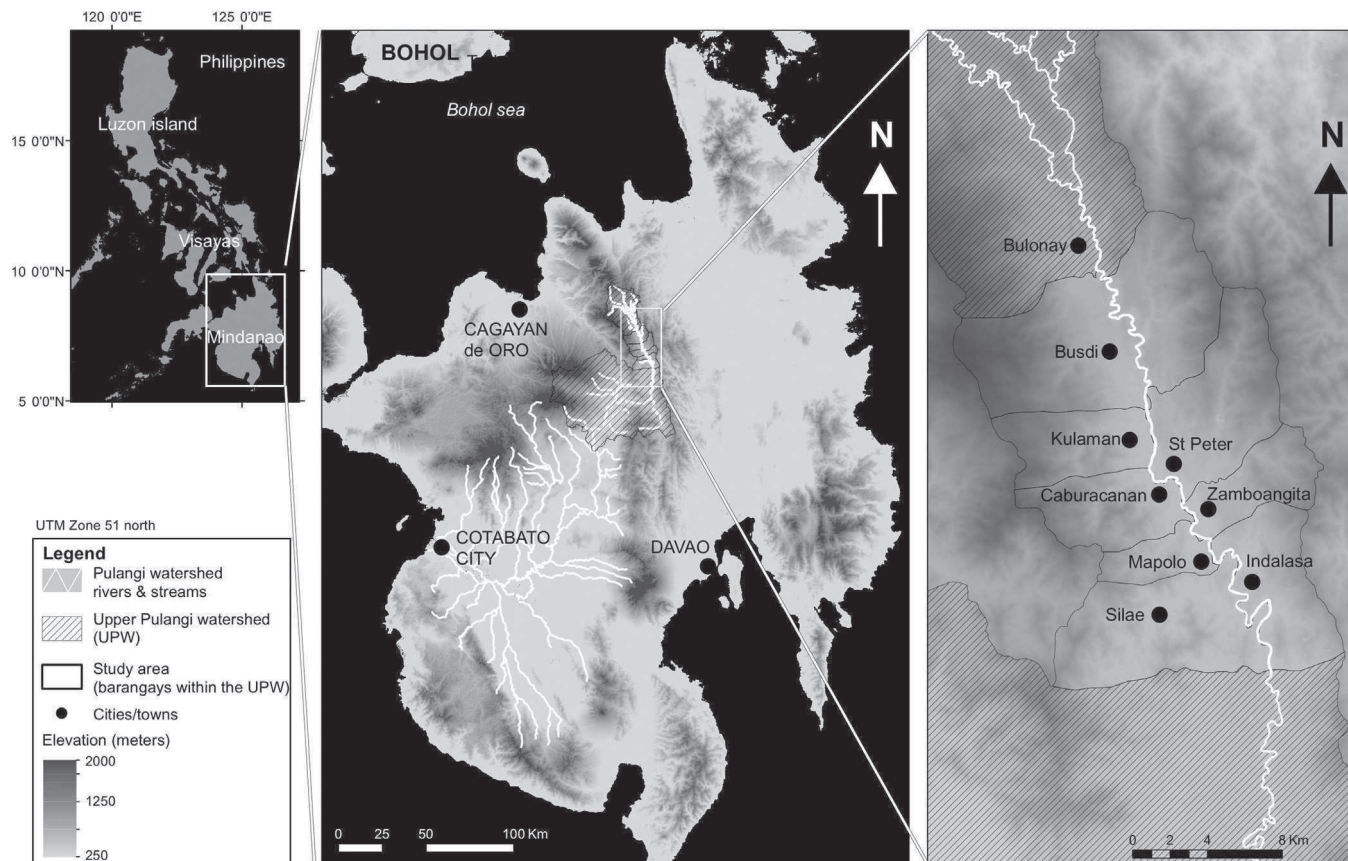 120 0'0"E
125 0'0"E
Philippines
Luzon island
15 0'0"N
Visayas
10 0'0"N
Mindanao
5 0'0"N
UTM Zone 51 north
Legend
Pulangi watershed
rivers & streams
Upper Pulangi watershed
(UPW)
Study area
(barangays within the UPW)
Cities/towns
Elevation (meters)
2000
1250
850
250
BOHOL
Bohol sea
N
CAGAYAN
de ORO
COTABATO
CITY
DAVAO
0 25 50 100 Km
N
Bulonay
Busdi
Kulaman
St Peter
Caburacanan
Zamboangita
Mapolo
Indalasa
Silae
0 2 4 8 Km